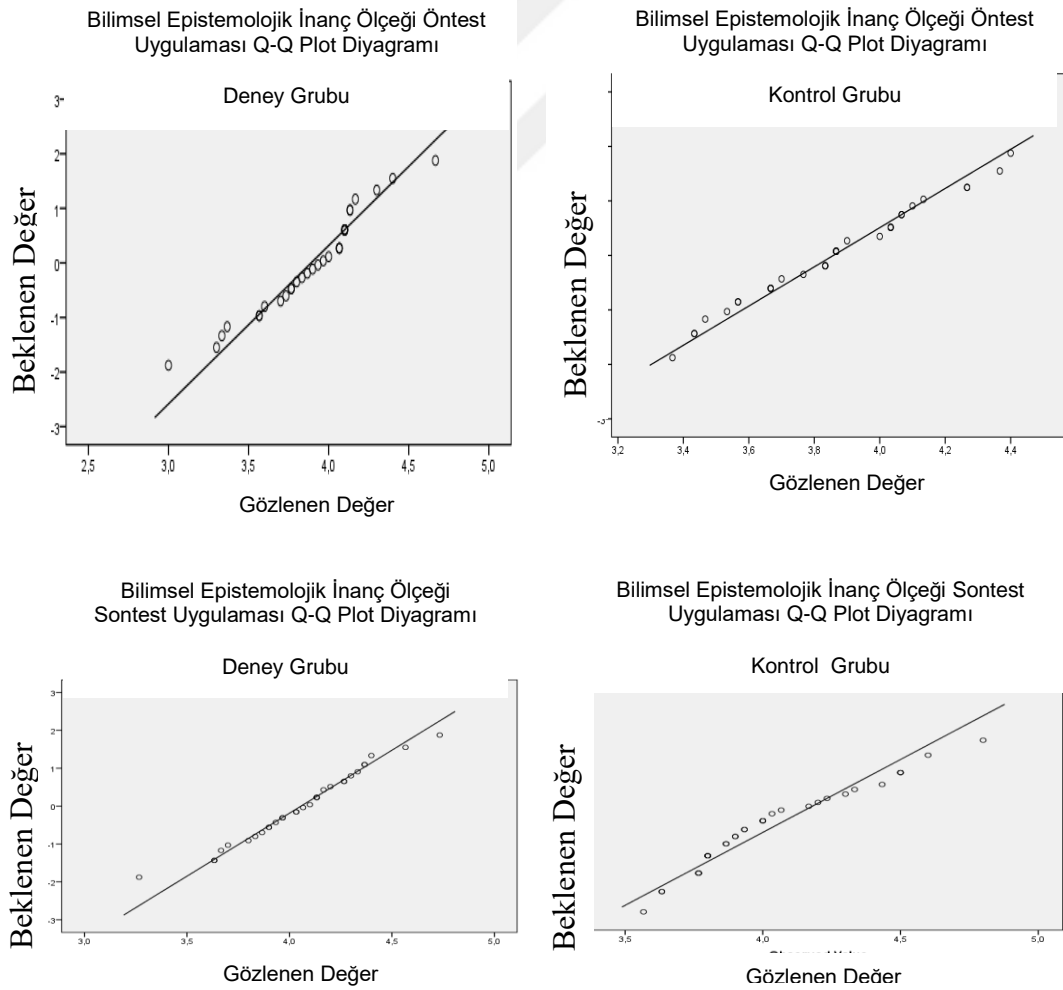 Bilimsel Epistemolojik İnanç Ölçeği Öntest
Uygulaması Q-Q Plot Diyagramı
Deney Grubu
Beklenen Değer
3
2
1
0
-1
-2
-3
2,5 3,0 3,5 4,0 4,5 5,0
Gözlenen Değer
Bilimsel Epistemolojik İnanç Ölçeği Öntest
Uygulaması Q-Q Plot Diyagramı
Kontrol Grubu
Beklenen Değer
-3
3,2 3,4 3,6 3,8 4,0 4,2 4,4
Gözlenen Değer
Bilimsel Epistemolojik İnanç Ölçeği
Sontest Uygulaması Q-Q Plot Diyagramı
Deney Grubu
Beklenen Değer
3
2
1
0
-1
-2
-3
3,0 3,5 4,0 4,5 5,0
Gözlenen Değer
Bilimsel Epistemolojik İnanç Ölçeği Sontest
Uygulaması Q-Q Plot Diyagramı
Kontrol Grubu
Beklenen Değer
3,5 4,0 4,5 5,0
Gözlenen Değer